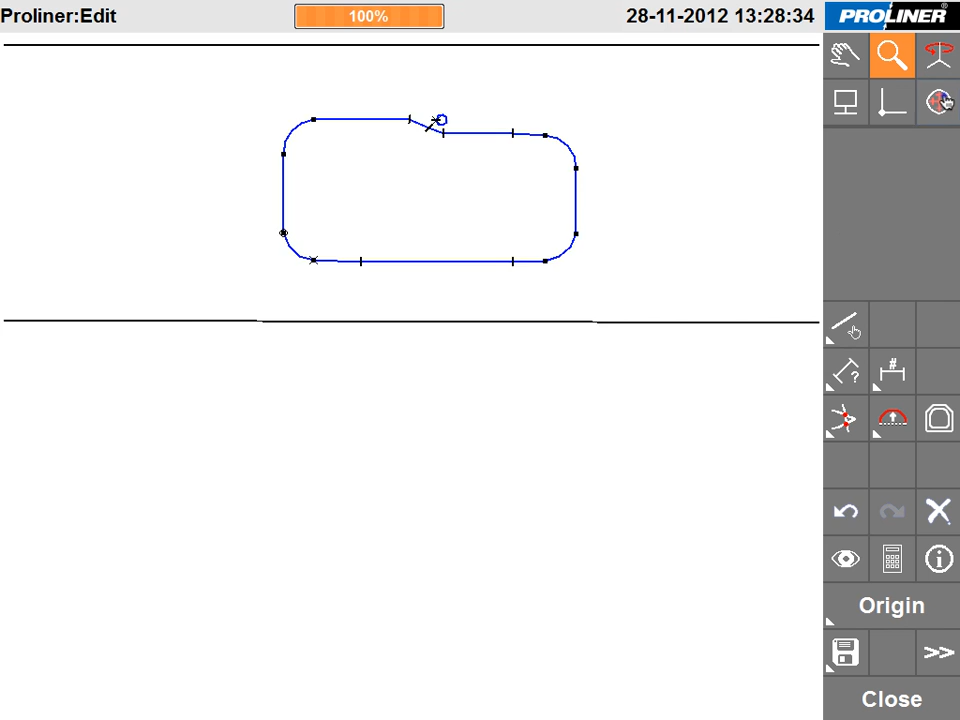 Proliner:Edit
100%
28-11-2012 13:28:34
PROLINER®
?
#
i
Origin
>>
Close